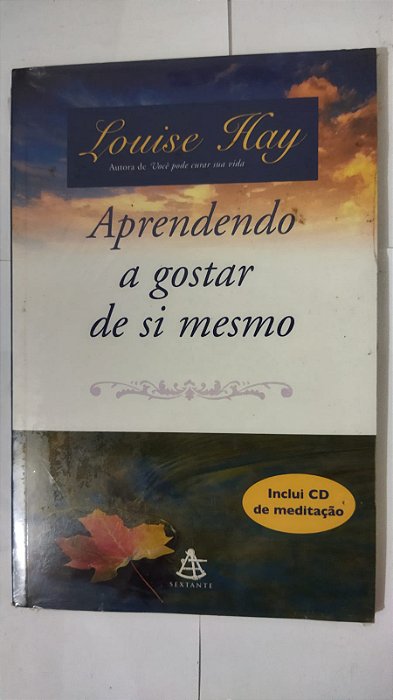 Louise Hay
Autora de Você pode curar sua vida
Aprendendo
a gostar
de si mesmo
Inclui CD
de meditação
SEXTANTE